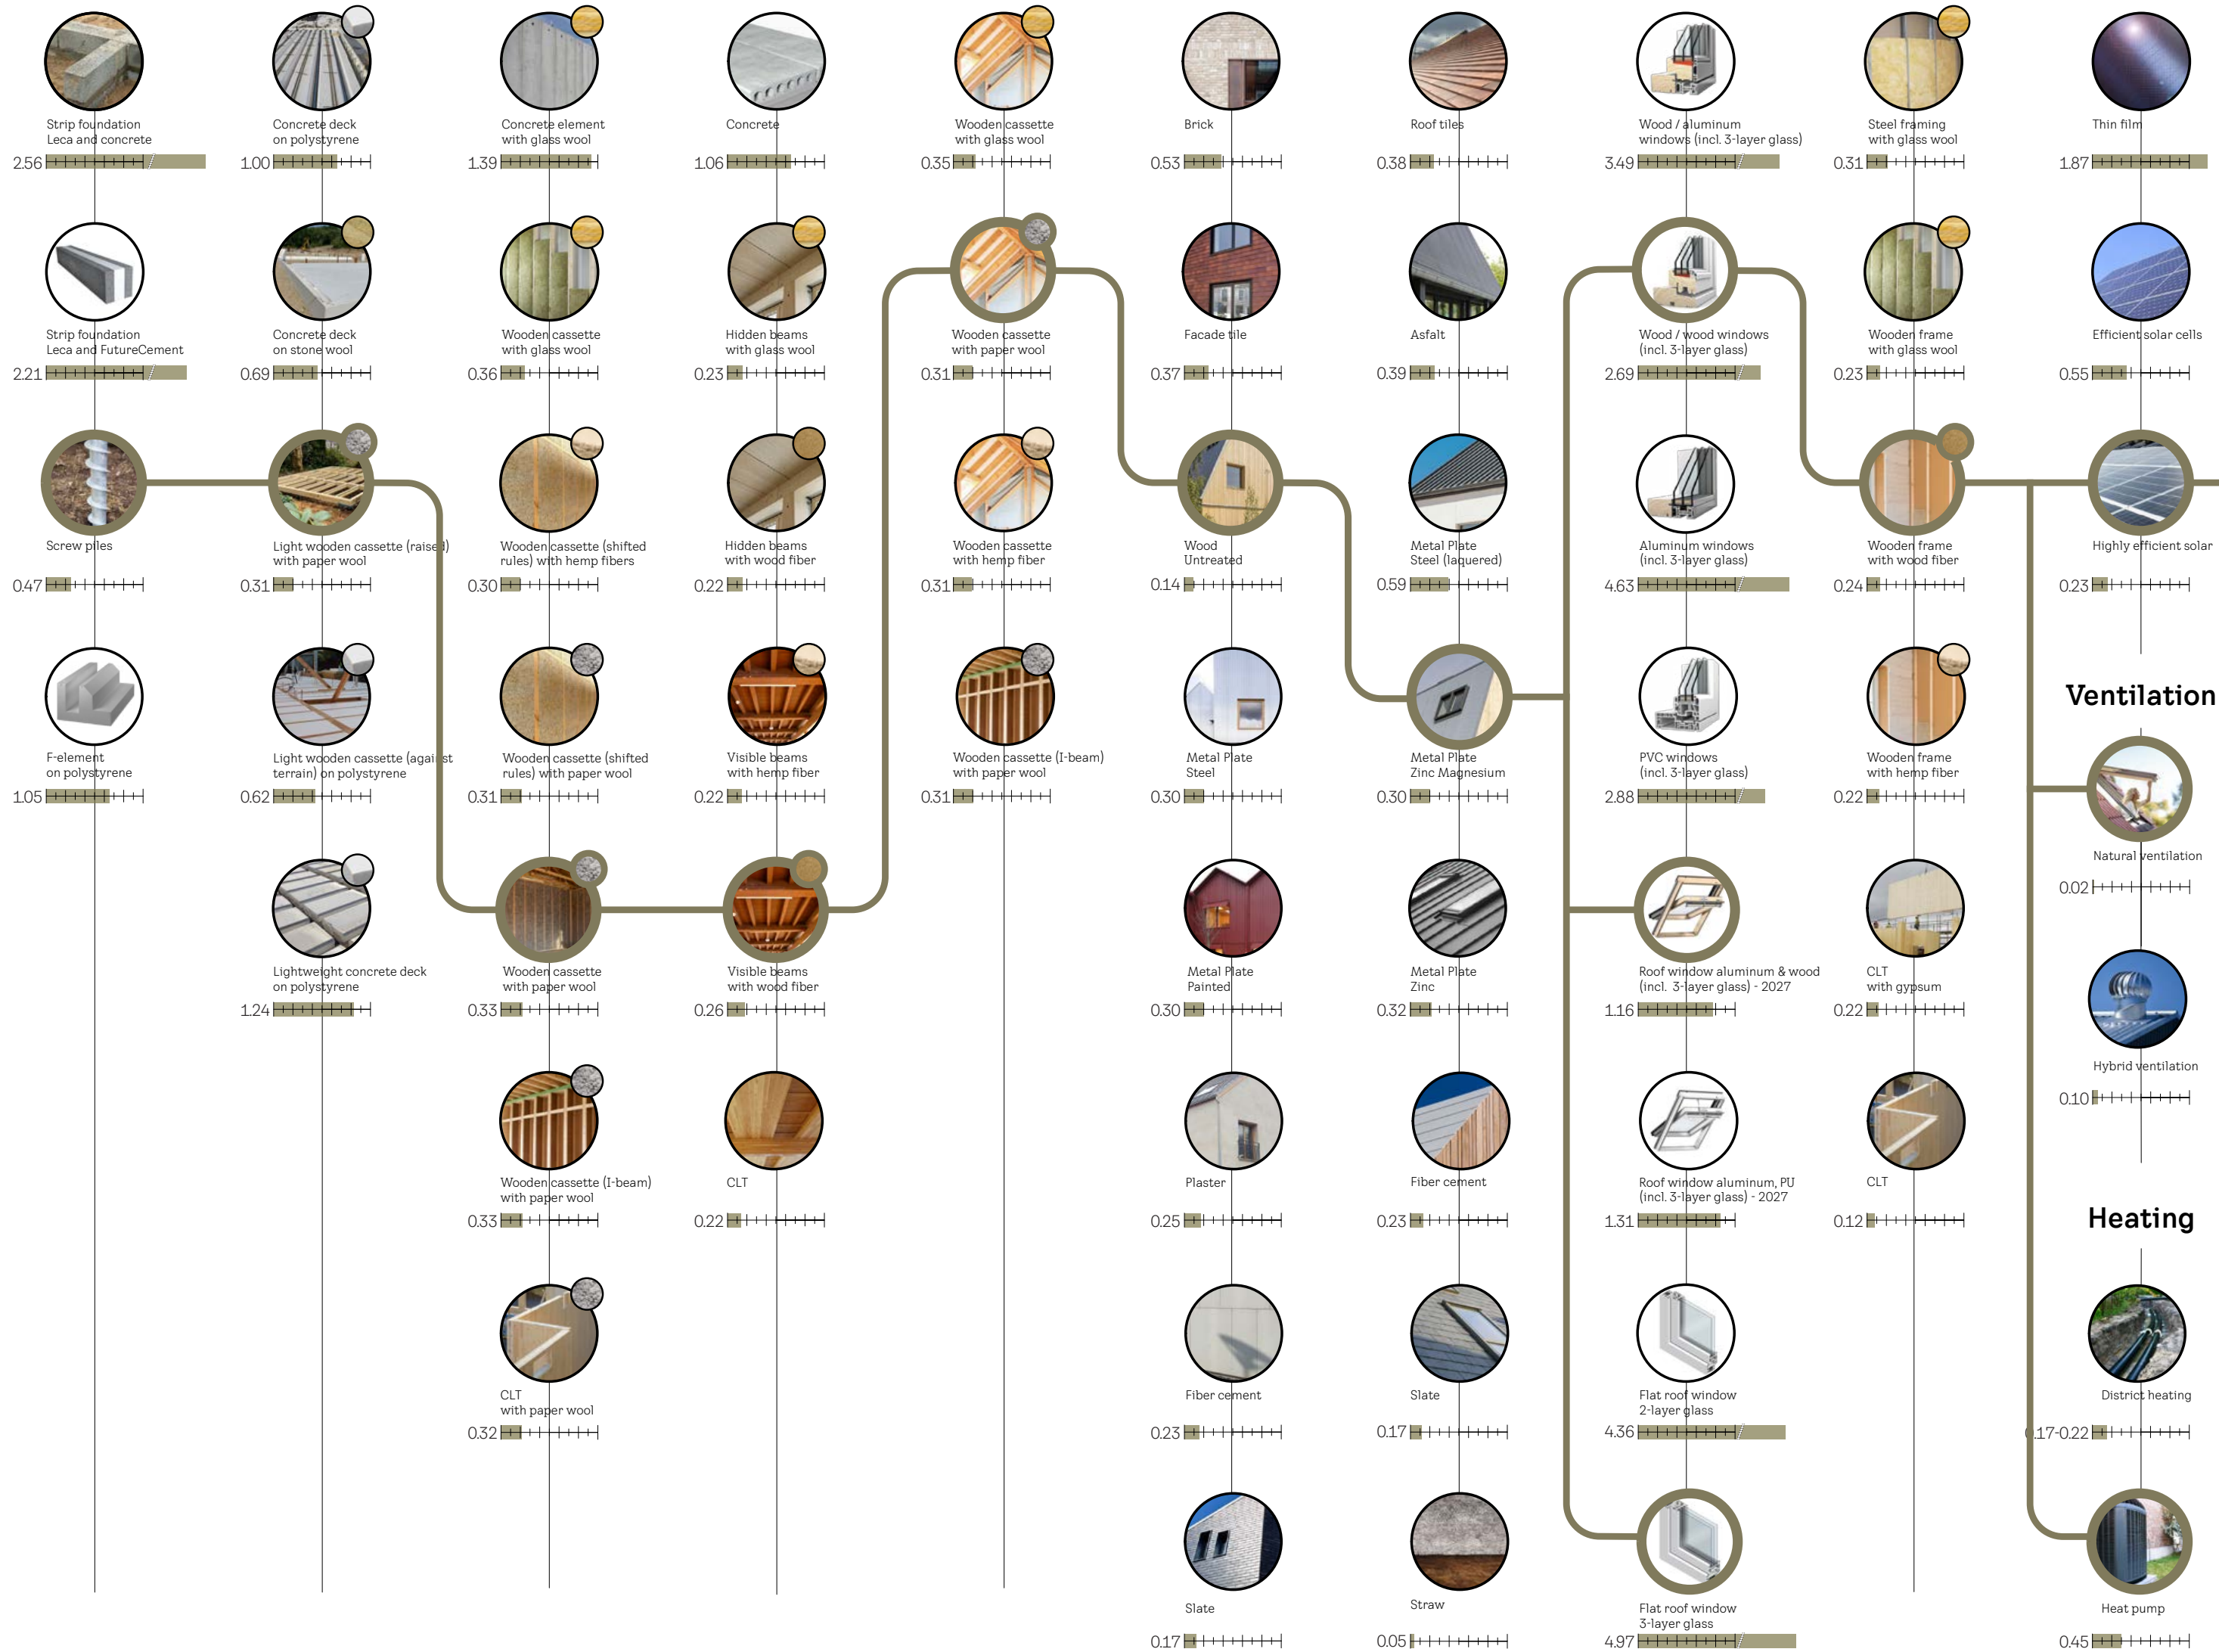 Strip foundation
Leca and concrete
2.56
Strip foundation
Leca and FutureCement
2.21
Screw piles
0.47
F-element
on polystyrene
1.05
Concrete deck
on polystyrene
1.00
Concrete deck
on stone wool
0.69
Light wooden cassette (raised)
with paper wool
0.31
Light wooden cassette (against
terrain) on polystyrene
0.62
Lightweight concrete deck
on polystyrene
1.24
Concrete element
with glass wool
1.39
Wooden cassette
with glass wool
0.36
Wooden cassette (shifted
rules) with hemp fibers
0.30
Wooden cassette (shifted
rules) with paper wool
0.31
Wooden cassette
with paper wool
0.33
Wooden cassette (I-beam)
with paper wool
0.33
CLT
with paper wool
0.32
Concrete
1.06
Hidden beams
with glass wool
0.23
Hidden beams
with wood fiber
0.22
Visible beams
with hemp fiber
0.22
Visible beams
with wood fiber
0.26
CLT
0.22
Wooden cassette
with glass wool
0.35
Wooden cassette
with paper wool
0.31
Wooden cassette
with hemp fiber
0.31
Wooden cassette (I-beam)
with paper wool
0.31
Brick
0.53
Facade tile
0.37
Wood
Untreated
0.14
Metal Plate
Steel
0.30
Metal Plate
Painted
0.30
Plaster
0.25
Fiber cement
0.23
Slate
0.17
Roof tiles
0.38
Asfalt
0.39
Metal Plate
Steel (laquered)
0.59
Metal Plate
Zinc Magnesium
0.30
Metal Plate
Zinc
0.32
Fiber cement
0.23
Slate
0.17
Straw
0.05
Wood / aluminum
windows (incl. 3-layer glass)
3.49
Wood / wood windows
(incl. 3-layer glass)
2.69
Aluminum windows
(incl. 3-layer glass)
4.63
PVC windows
(incl. 3-layer glass)
2.88
Roof window aluminum & wood
(incl. 3-layer glass) - 2027
1.16
Roof window aluminum, PU
(incl. 3-layer glass) - 2027
1.31
Flat roof window
2-layer glass
4.36
Flat roof window
3-layer glass
4.97
Steel framing
with glass wool
0.31
Wooden frame
with glass wool
0.23
Wooden frame
with wood fiber
0.24
Wooden frame
with hemp fiber
0.22
CLT
with gypsum
0.22
CLT
0.12
Thin film
1.87
Efficient solar cells
0.55
Highly efficient solar
0.23
Ventilation
Natural ventilation
0.02
Hybrid ventilation
0.10
Heating
District heating
0.17-0.22
Heat pump
0.45